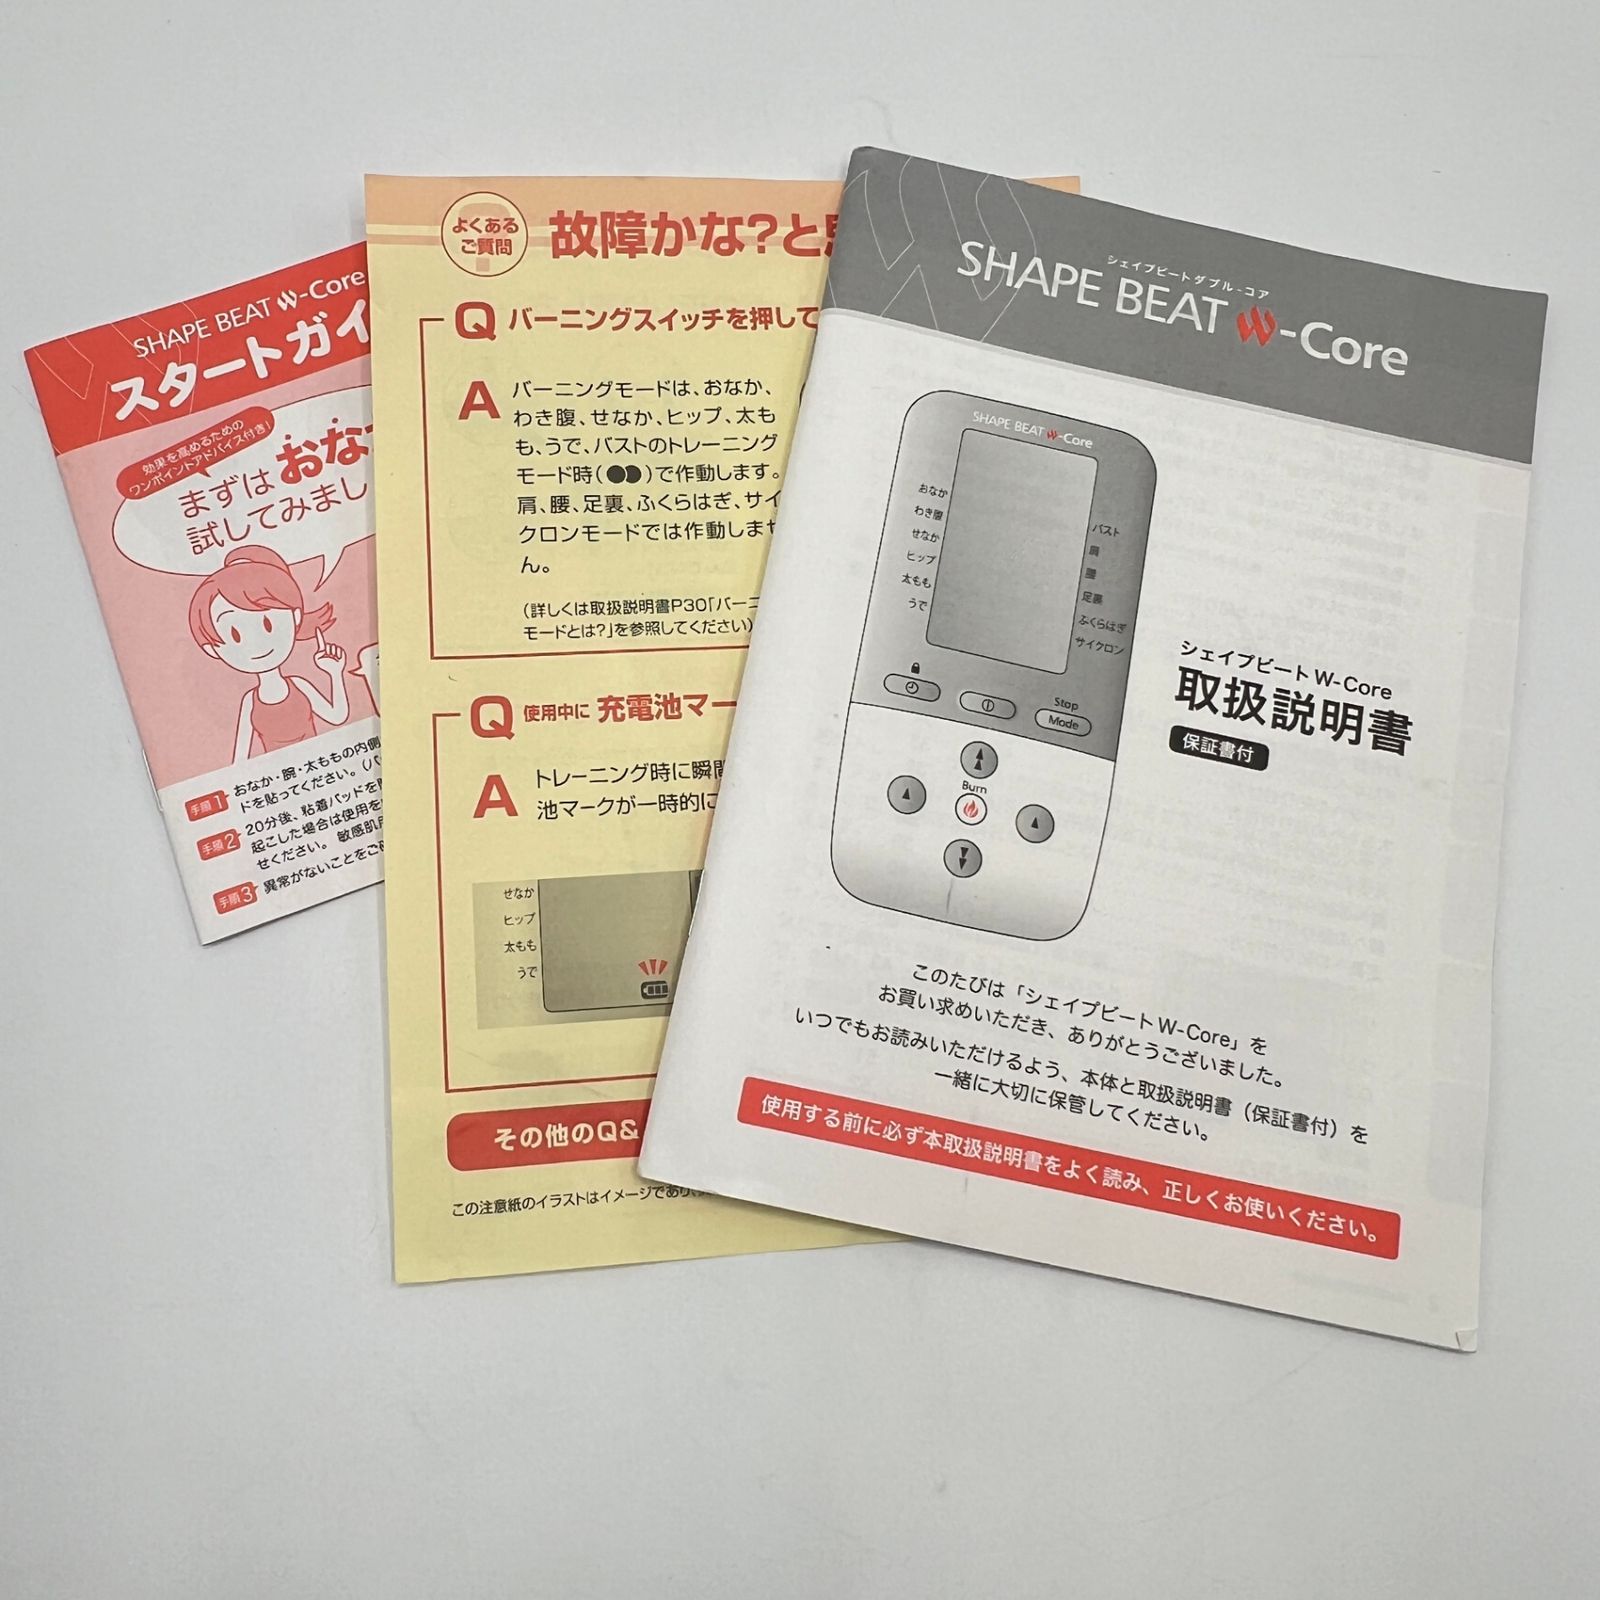 SHAPE BEAT W-Core
スタートガイ
効果を高めるための
ワンポイントアドバイス付き!
まずはおな
試してみまし
手順1 おなか・腕・太ももの内側
ドを貼ってください。(パ
手順2 20分後、粘着パッドを
起こした場合は使用を
せください。 敏感肌
手順3 異常がないことをご
よくある
ご質問
故障かな?と思
Q バーニングスイッチを押して
A バーニングモードは、おなか、
わき腹、せなか、ヒップ、太も
も、うで、バストのトレーニング
モード時(●●)で作動します。
肩、腰、足裏、ふくらはぎ、サイ
クロンモードでは作動しませ
ん。
(詳しくは取扱説明書P30「バーニ
モードとは?」を参照してください)
Q 使用中に 充電池マー
A トレーニング時に瞬間
池マークが一時的に
せなか
ヒップ
太もも
うで
その他のQ&
この注意紙のイラストはイメージであり、
シェイプビートダブル-コア
SHAPE BEAT W-Core
SHAPE BEAT W-Core
おなか
わき腹
せなか
ヒップ
太もも
うで
バスト
肩
腰
足裏
ふくらはぎ
サイクロン
Stop
Mode
Burn
シェイプビート W-Core
取扱説明書
保証書付
このたびは「シェイプビート W-Core」を
お買い求めいただき、ありがとうございました。
いつでもお読みいただけるよう、本体と取扱説明書(保証書付)を
一緒に大切に保管してください。
使用する前に必ず本取扱説明書をよく読み、正しくお使いください。